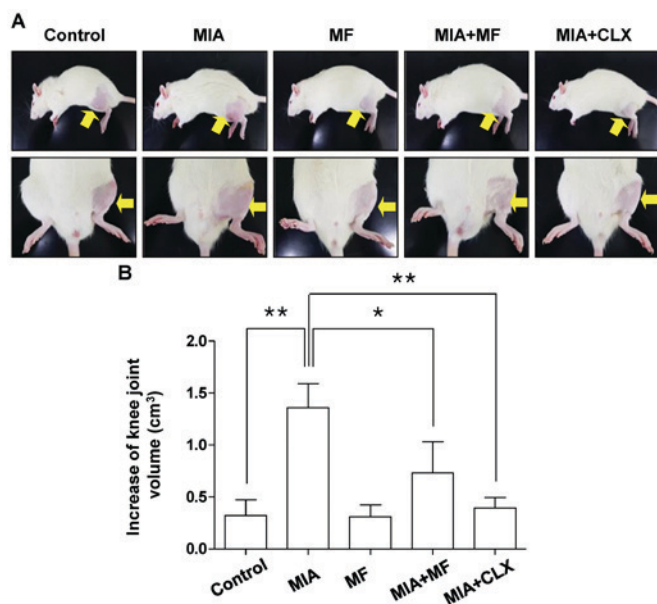 A
Control MIA MF MIA+MF MIA+CLX
B
**
** *
Increase of knee joint
volume (cm³)
2.0
1.5
1.0
0.5
0.0
Control MIA MF MIA+MF MIA+CLX